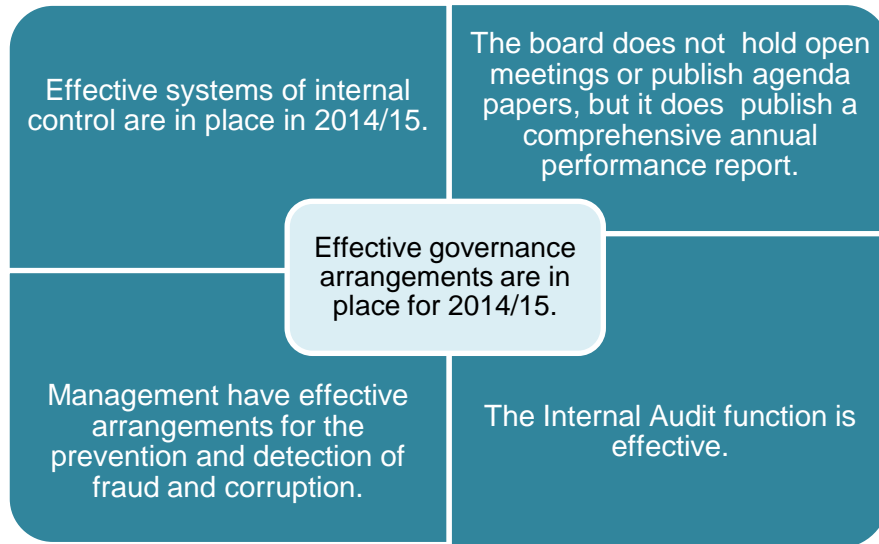 Effective systems of internal
control are in place in 2014/15.
The board does not  hold open
meetings or publish agenda
papers, but it does  publish a
comprehensive annual
performance report.
Effective governance
arrangements are in
place for 2014/15.
Management have effective
arrangements for the
prevention and detection of
fraud and corruption.
The Internal Audit function is
effective.